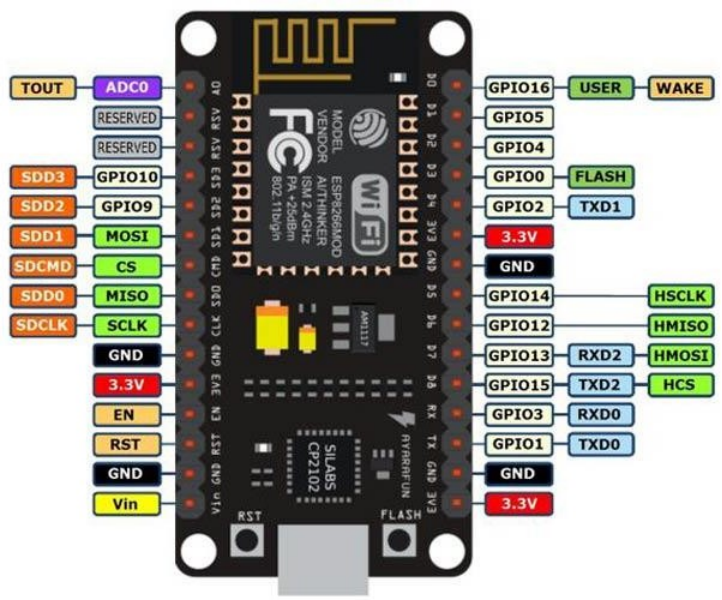 TOUT ADC0 A0 D0 GPIO16 USER WAKE
RESERVED RSV D1 GPIO5
RESERVED RSV D2 GPIO4
SDD3 GPIO10 SD3 D3 GPIO0 FLASH
SDD2 GPIO9 SD2 D4 GPIO2 TXD1
SDD1 MOSI SD1 3V3 3.3V
SDCMD CS CMD GND GND
SDD0 MISO SD0 D5 GPIO14 HSCLK
SDCLK SCLK CLK D6 GPIO12 HMISO
GND GND D7 GPIO13 RXD2 HMOSI
3.3V 3V3 D8 GPIO15 TXD2 HCS
EN EN RX GPIO3 RXD0
RST RST TX GPIO1 TXD0
GND GND GND GND
Vin Vin 3V3 3.3V
MODEL ESP8266MOD
VENDOR AI/THINKER
ISM 2.4GHz
PA +25dBm
802.11b/g/n
FC
Wi Fi
AM1117
SILABS
CP2102
AYARAFUN
RST
FLASH